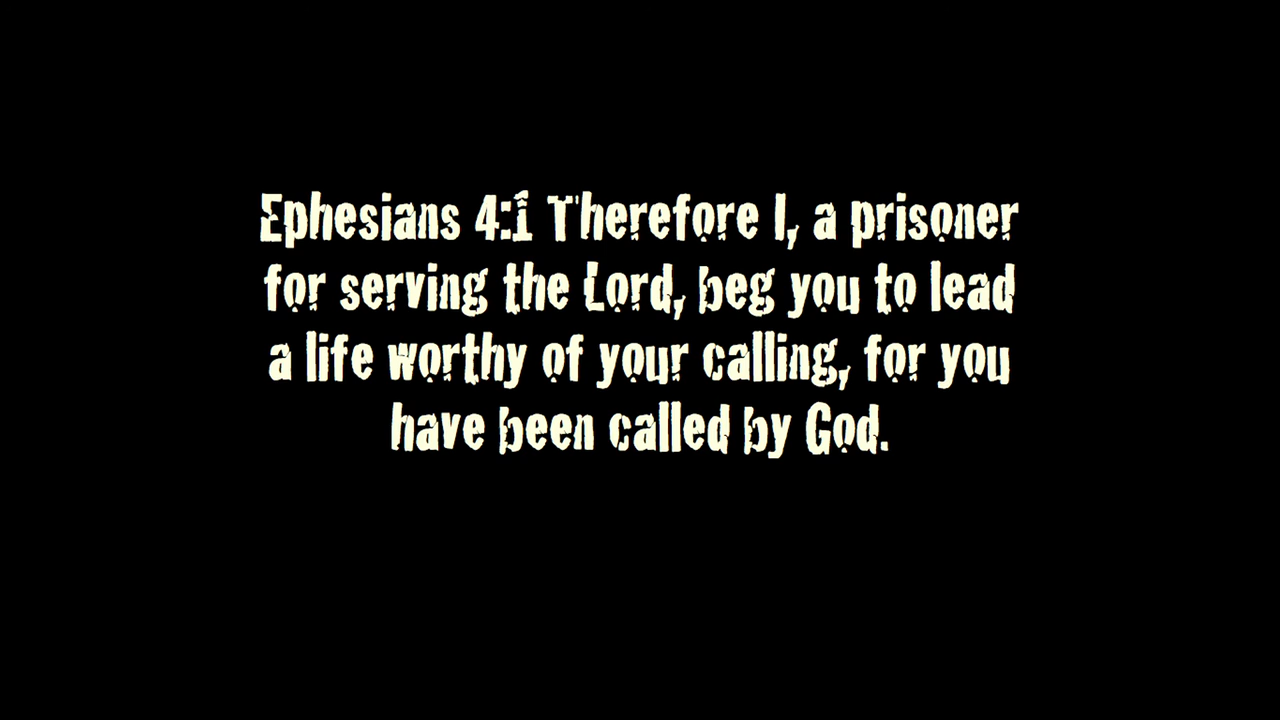 Ephesians 4:1 Therefore I, a prisoner
for serving the Lord, beg you to lead
a life worthy of your calling, for you
have been called by God.